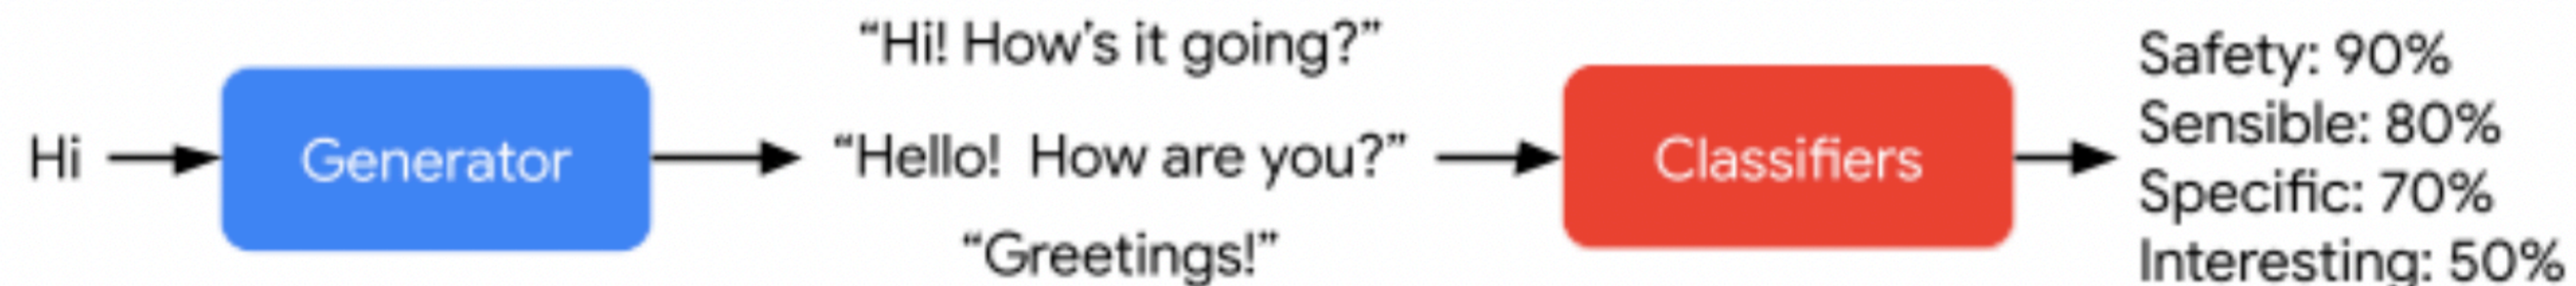 Hi
Generator
“Hi! How’s it going?”
“Hello!  How are you?”
“Greetings!”
Classifiers
Safety: 90%
Sensible: 80%
Specific: 70%
Interesting: 50%